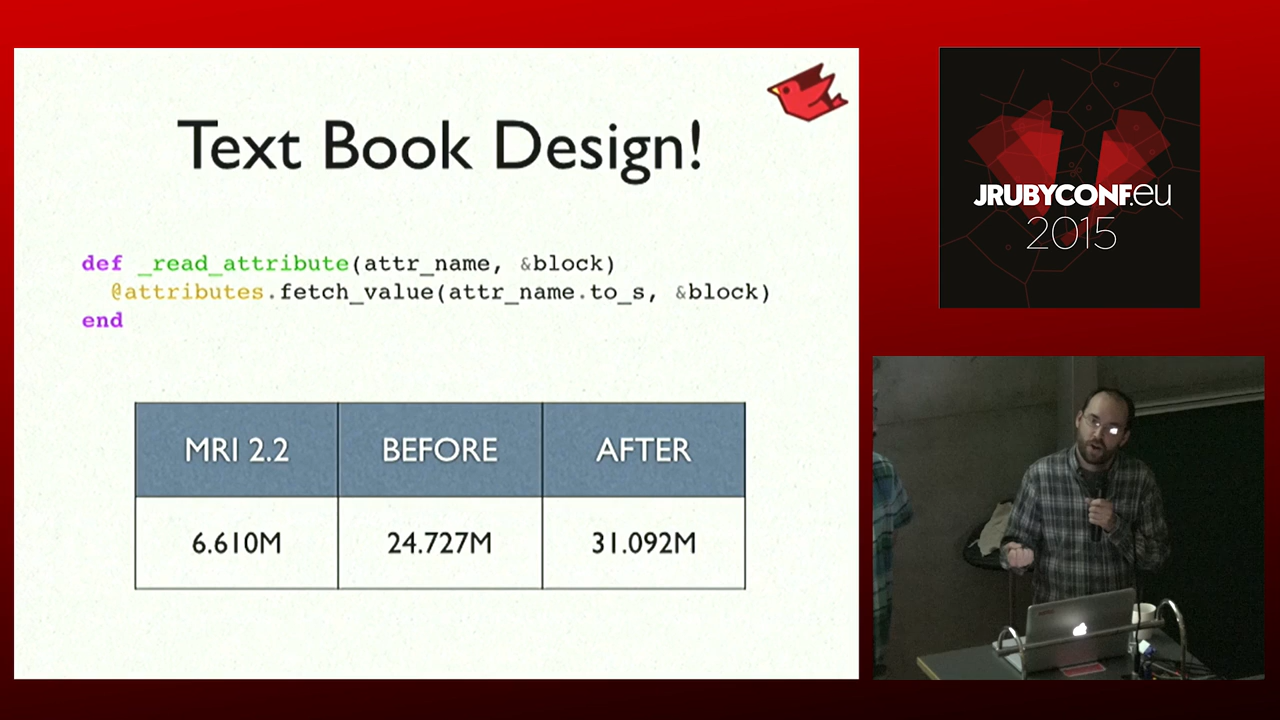 Text Book Design!
def _read_attribute(attr_name, &block)
@attributes.fetch_value(attr_name.to_s, &block)
end
MRI 2.2 BEFORE AFTER
6.610M 24.727M 31.092M
JRUBYCONF.eu
2015